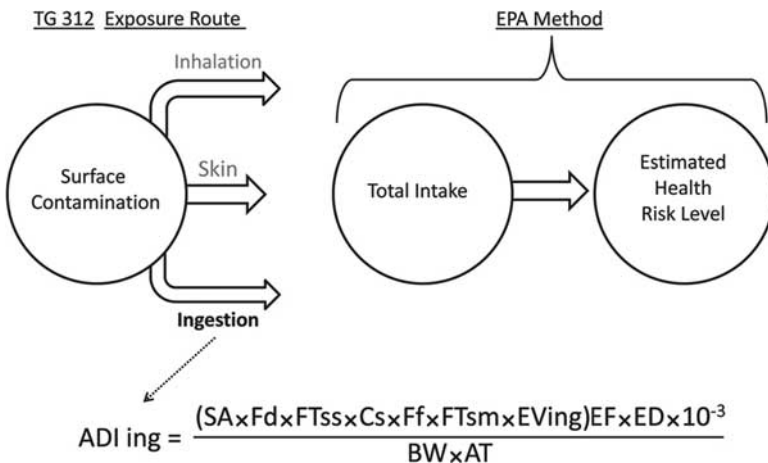 TG 312 Exposure Route
EPA Method
Inhalation
Surface
Contamination
Skin
Ingestion
Total Intake
Estimated
Health
Risk Level
ADI ing = (SA×Fd×FTss×Cs×Ff×FTsm×EVing)EF×ED×10⁻³
BW×AT